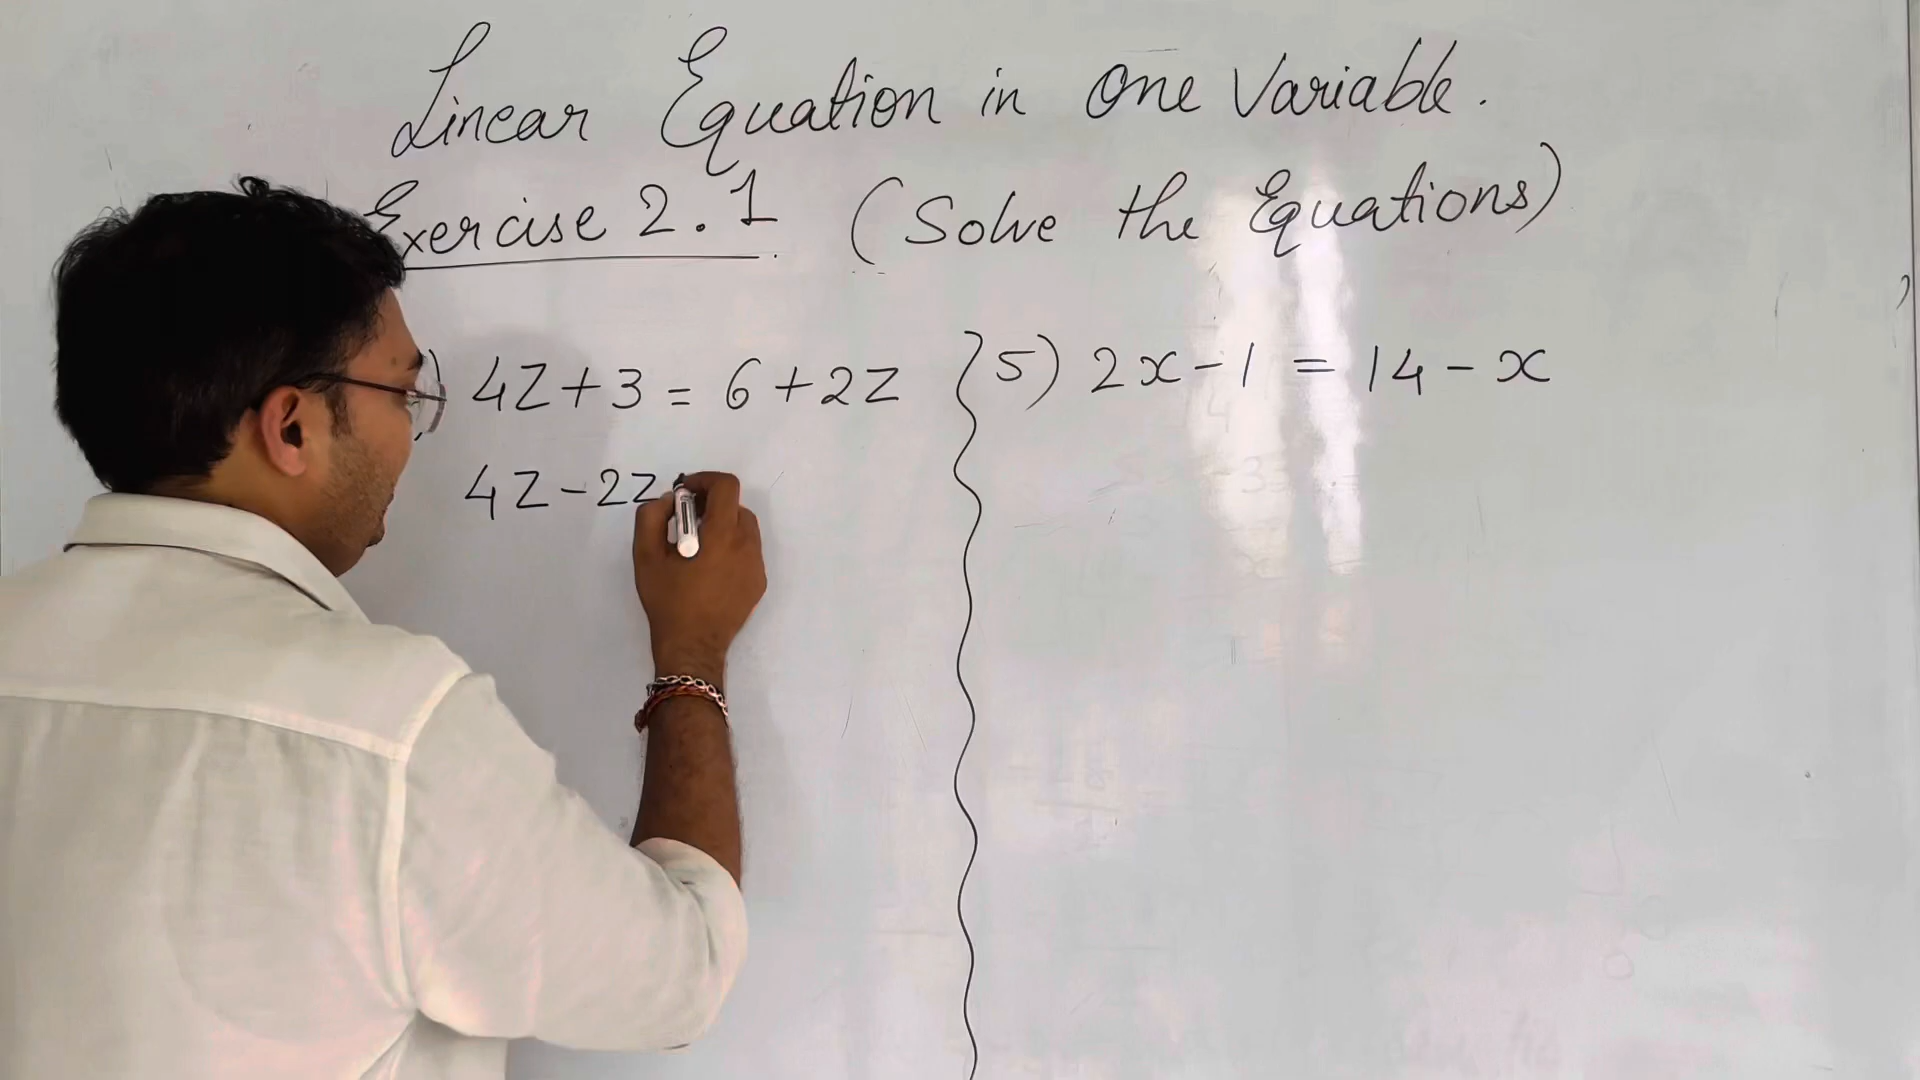 Linear Equation in One Variable.
Exercise 2.1 (Solve the Equations)
) 4Z+3 = 6+2Z
4Z-2Z
5) 2x-1 = 14-x